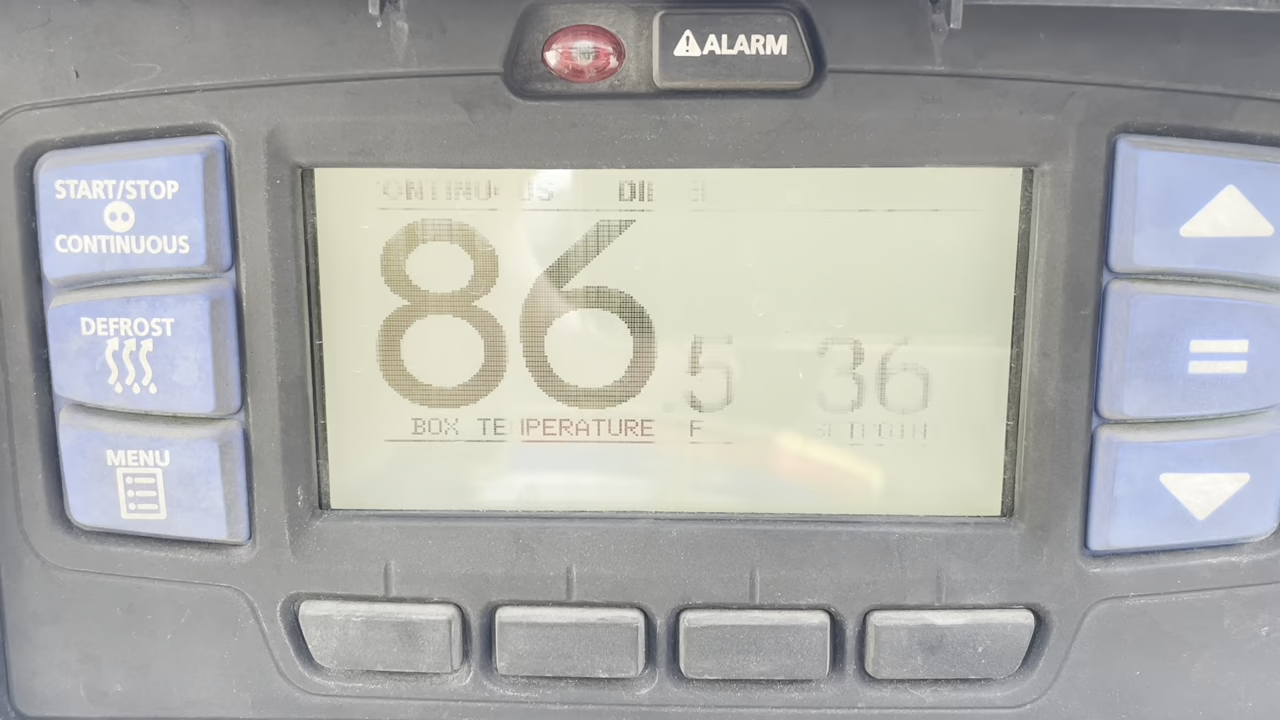 ALARM
START/STOP
CONTINUOUS
DEFROST
MENU
86.5 36
BOX TEMPERATURE F